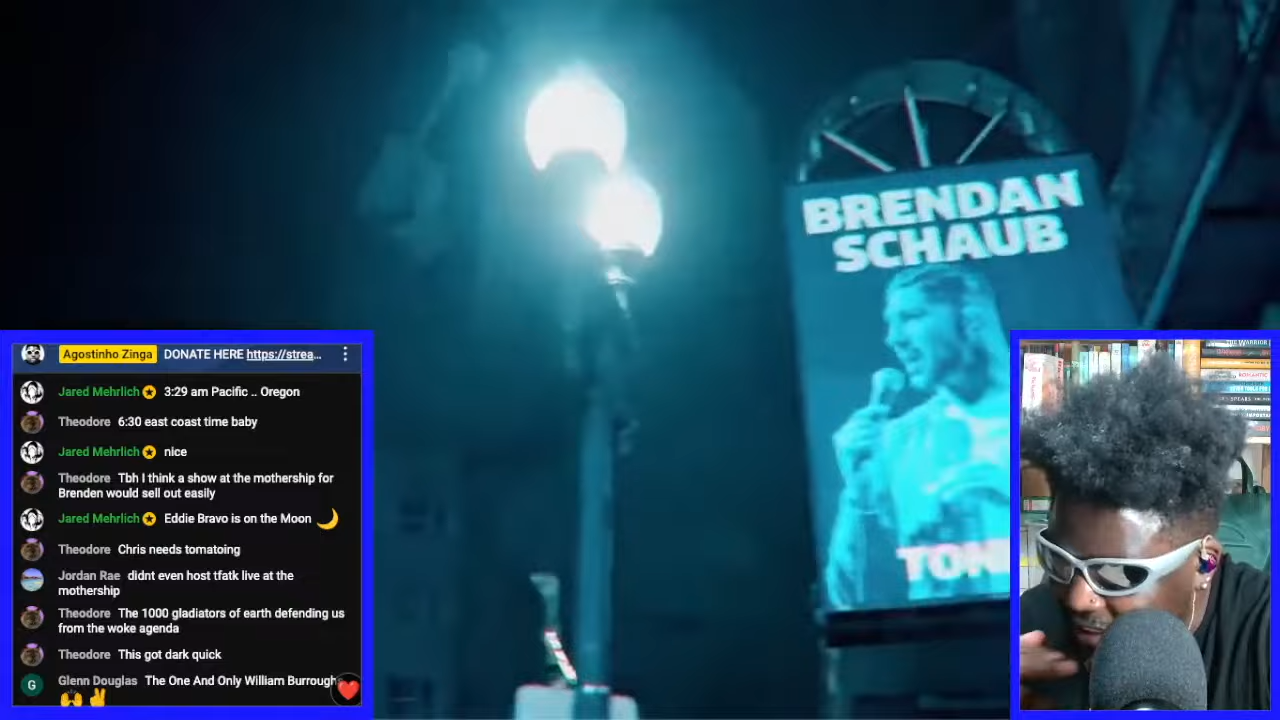 BRENDAN
SCHAUB
Agostinho Zinga DONATE HERE https://strea...
Jared Mehrlich 3:29 am Pacific .. Oregon
Theodore 6:30 east coast time baby
Jared Mehrlich nice
Theodore Tbh I think a show at the mothership for
Brenden would sell out easily
Jared Mehrlich Eddie Bravo is on the Moon 🌙
Theodore Chris needs tomatoing
Jordan Rae didnt even host tfatk live at the
mothership
Theodore The 1000 gladiators of earth defending us
from the woke agenda
Theodore This got dark quick
G Glenn Douglas The One And Only William Burrough
🙌 ✌
THE WARRIOR
ROMANTIC